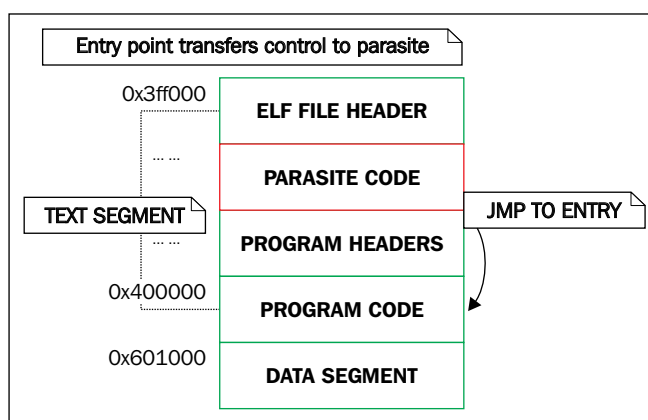 Entry point transfers control to parasite
0x3ff000
ELF FILE HEADER
... ...
PARASITE CODE
TEXT SEGMENT
JMP TO ENTRY
... ...
PROGRAM HEADERS
0x400000
PROGRAM CODE
0x601000
DATA SEGMENT